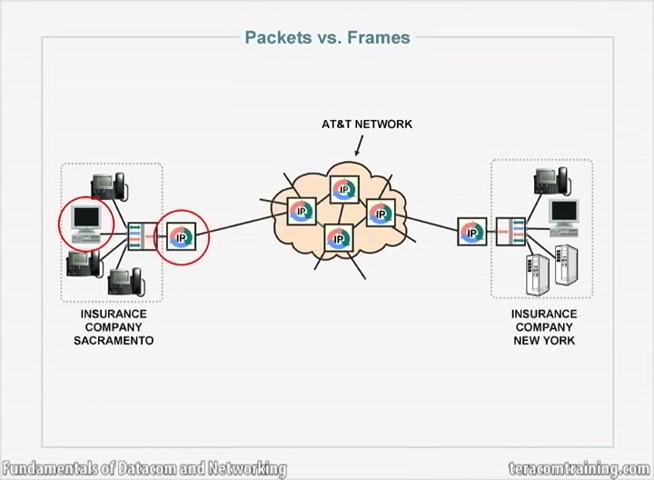 Packets vs. Frames
AT&T NETWORK
IP
IP
IP
IP
IP
IP
INSURANCE
COMPANY
SACRAMENTO
INSURANCE
COMPANY
NEW YORK
Fundamentals of Datacom and Networking
teracomtraining.com